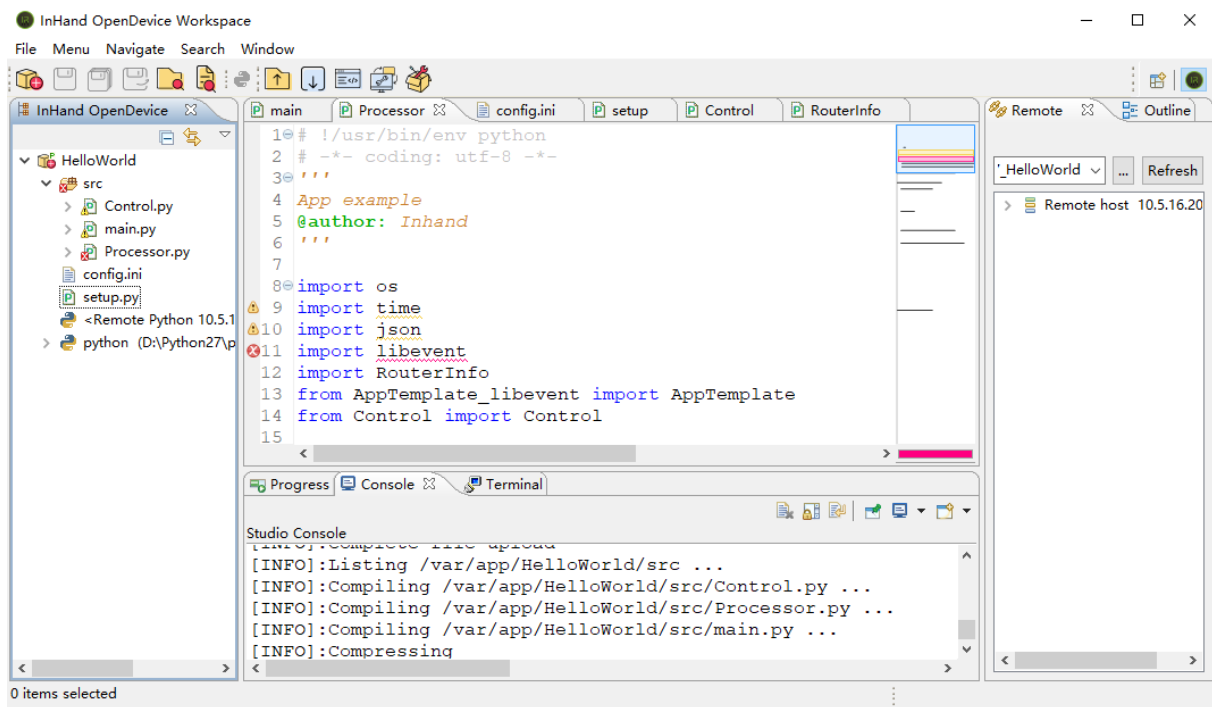 InHand OpenDevice Workspace
File Menu Navigate Search Window
InHand OpenDevice
HelloWorld
src
Control.py
main.py
Processor.py
config.ini
setup.py
<Remote Python 10.5.1
python (D:\Python27\p
main Processor config.ini setup Control RouterInfo
1 # !/usr/bin/env python
2 # -*- coding: utf-8 -*-
3 '''
4 App example
5 @author: Inhand
6 '''
7
8 import os
9 import time
10 import json
11 import libevent
12 import RouterInfo
13 from AppTemplate_libevent import AppTemplate
14 from Control import Control
15
Progress Console Terminal
Studio Console
[INFO]:Complete file upload
[INFO]:Listing /var/app/HelloWorld/src ...
[INFO]:Compiling /var/app/HelloWorld/src/Control.py ...
[INFO]:Compiling /var/app/HelloWorld/src/Processor.py ...
[INFO]:Compiling /var/app/HelloWorld/src/main.py ...
[INFO]:Compressing
Remote Outline
'_HelloWorld ... Refresh
Remote host 10.5.16.20
0 items selected